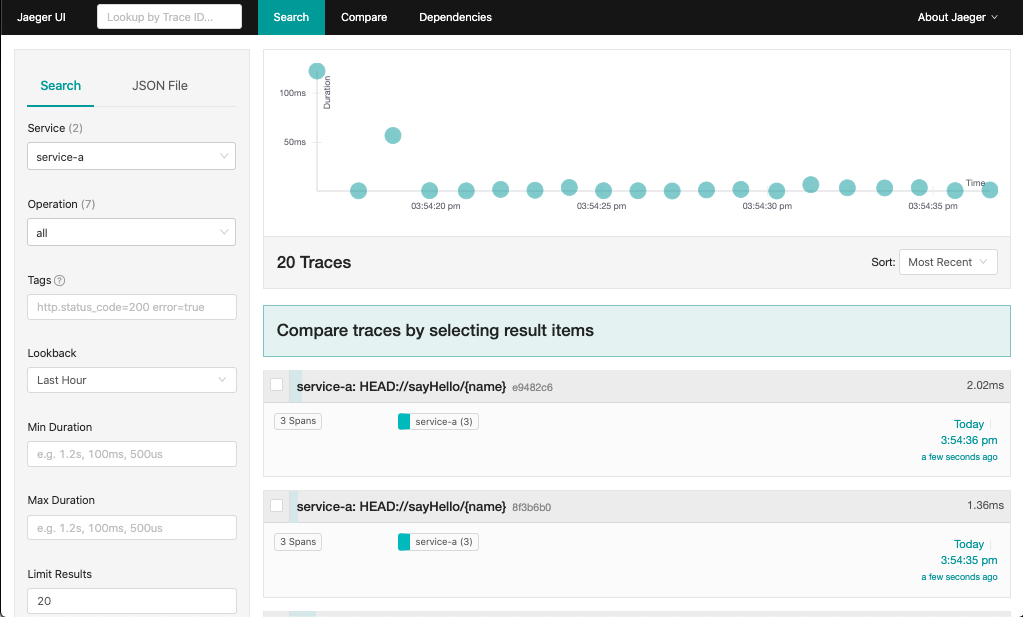 Jaeger UI
Lookup by Trace ID...
Search
Compare
Dependencies
About Jaeger
Search
JSON File
Service (2)
service-a
Operation (7)
all
Tags
http.status_code=200 error=true
Lookback
Last Hour
Min Duration
e.g. 1.2s, 100ms, 500us
Max Duration
e.g. 1.2s, 100ms, 500us
Limit Results
20
Duration
100ms
50ms
Time
03:54:20 pm
03:54:25 pm
03:54:30 pm
03:54:35 pm
20 Traces
Sort:
Most Recent
Compare traces by selecting result items
service-a: HEAD://sayHello/{name} e9482c6
2.02ms
3 Spans
service-a (3)
Today
3:54:36 pm
a few seconds ago
service-a: HEAD://sayHello/{name} 8f3b6b0
1.36ms
3 Spans
service-a (3)
Today
3:54:35 pm
a few seconds ago